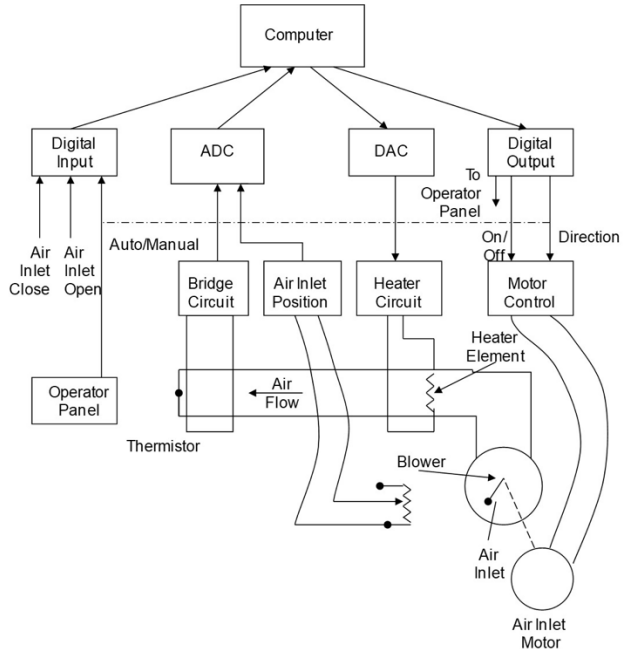 Computer
Digital
Input
ADC
DAC
Digital
Output
To
Operator
Panel
Air
Inlet
Close
Air
Inlet
Open
Auto/Manual
On/
Off
Direction
Bridge
Circuit
Air Inlet
Position
Heater
Circuit
Motor
Control
Heater
Element
Operator
Panel
Air
Flow
Thermistor
Blower
Air
Inlet
Air Inlet
Motor